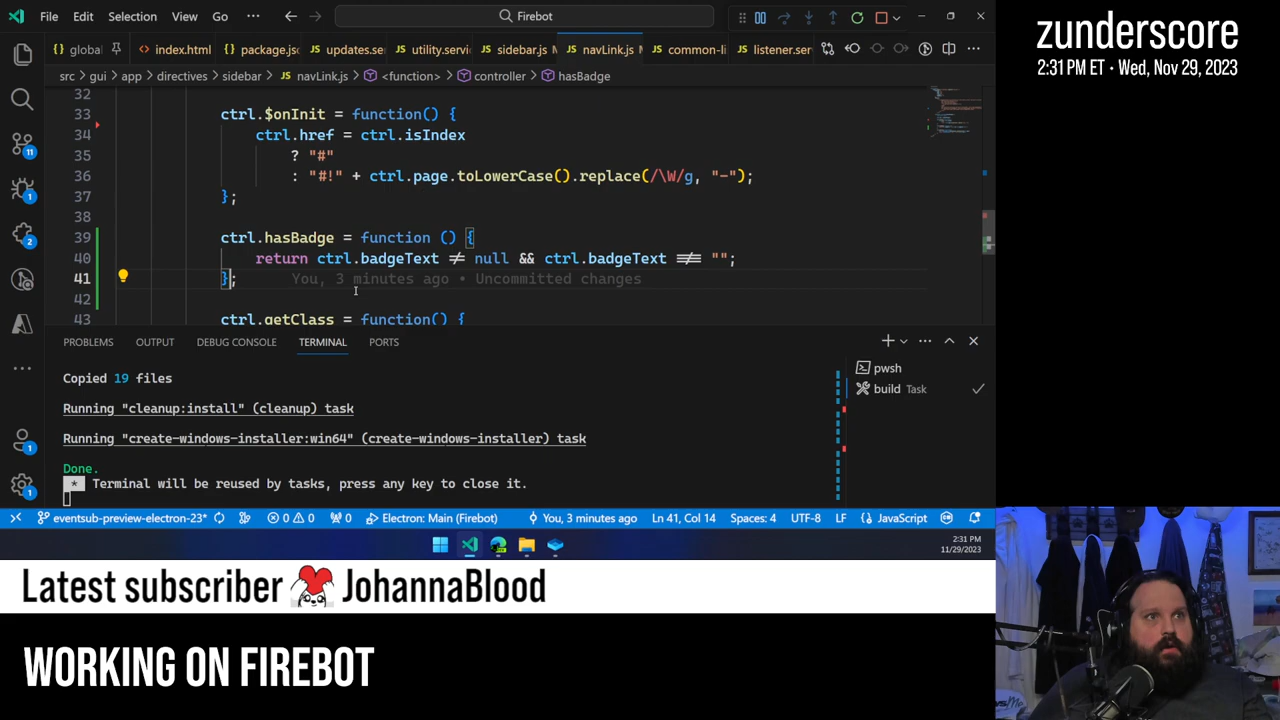 File Edit Selection View Go ... Firebot
zunderscore
2:31 PM ET • Wed, Nov 29, 2023
global index.html package.jsc updates.se utility.servi sidebar.js M navLink.js common-li listener.serv ...
src > gui > app > directives > sidebar > JS navLink.js > <function> > controller > hasBadge
32
33 ctrl.$onInit = function() {
34 ctrl.href = ctrl.isIndex
35 ? "#"
36 : "#!" + ctrl.page.toLowerCase().replace(/\W/g, "-");
37 };
38
39 ctrl.hasBadge = function () {
40 return ctrl.badgeText ≠ null && ctrl.badgeText ≡≡ "";
41 }; You, 3 minutes ago • Uncommitted changes
42
43 ctrl.getClass = function() {
PROBLEMS OUTPUT DEBUG CONSOLE TERMINAL PORTS
Copied 19 files
Running "cleanup:install" (cleanup) task
Running "create-windows-installer:win64" (create-windows-installer) task
Done.
* Terminal will be reused by tasks, press any key to close it.
pwsh
build Task
11
1
2
1
1
eventsub-preview-electron-23* 0 0 0 Electron: Main (Firebot) You, 3 minutes ago Ln 41, Col 14 Spaces: 4 UTF-8 LF JavaScript
2:31 PM
11/29/2023
Latest subscriber JohannaBlood
WORKING ON FIREBOT